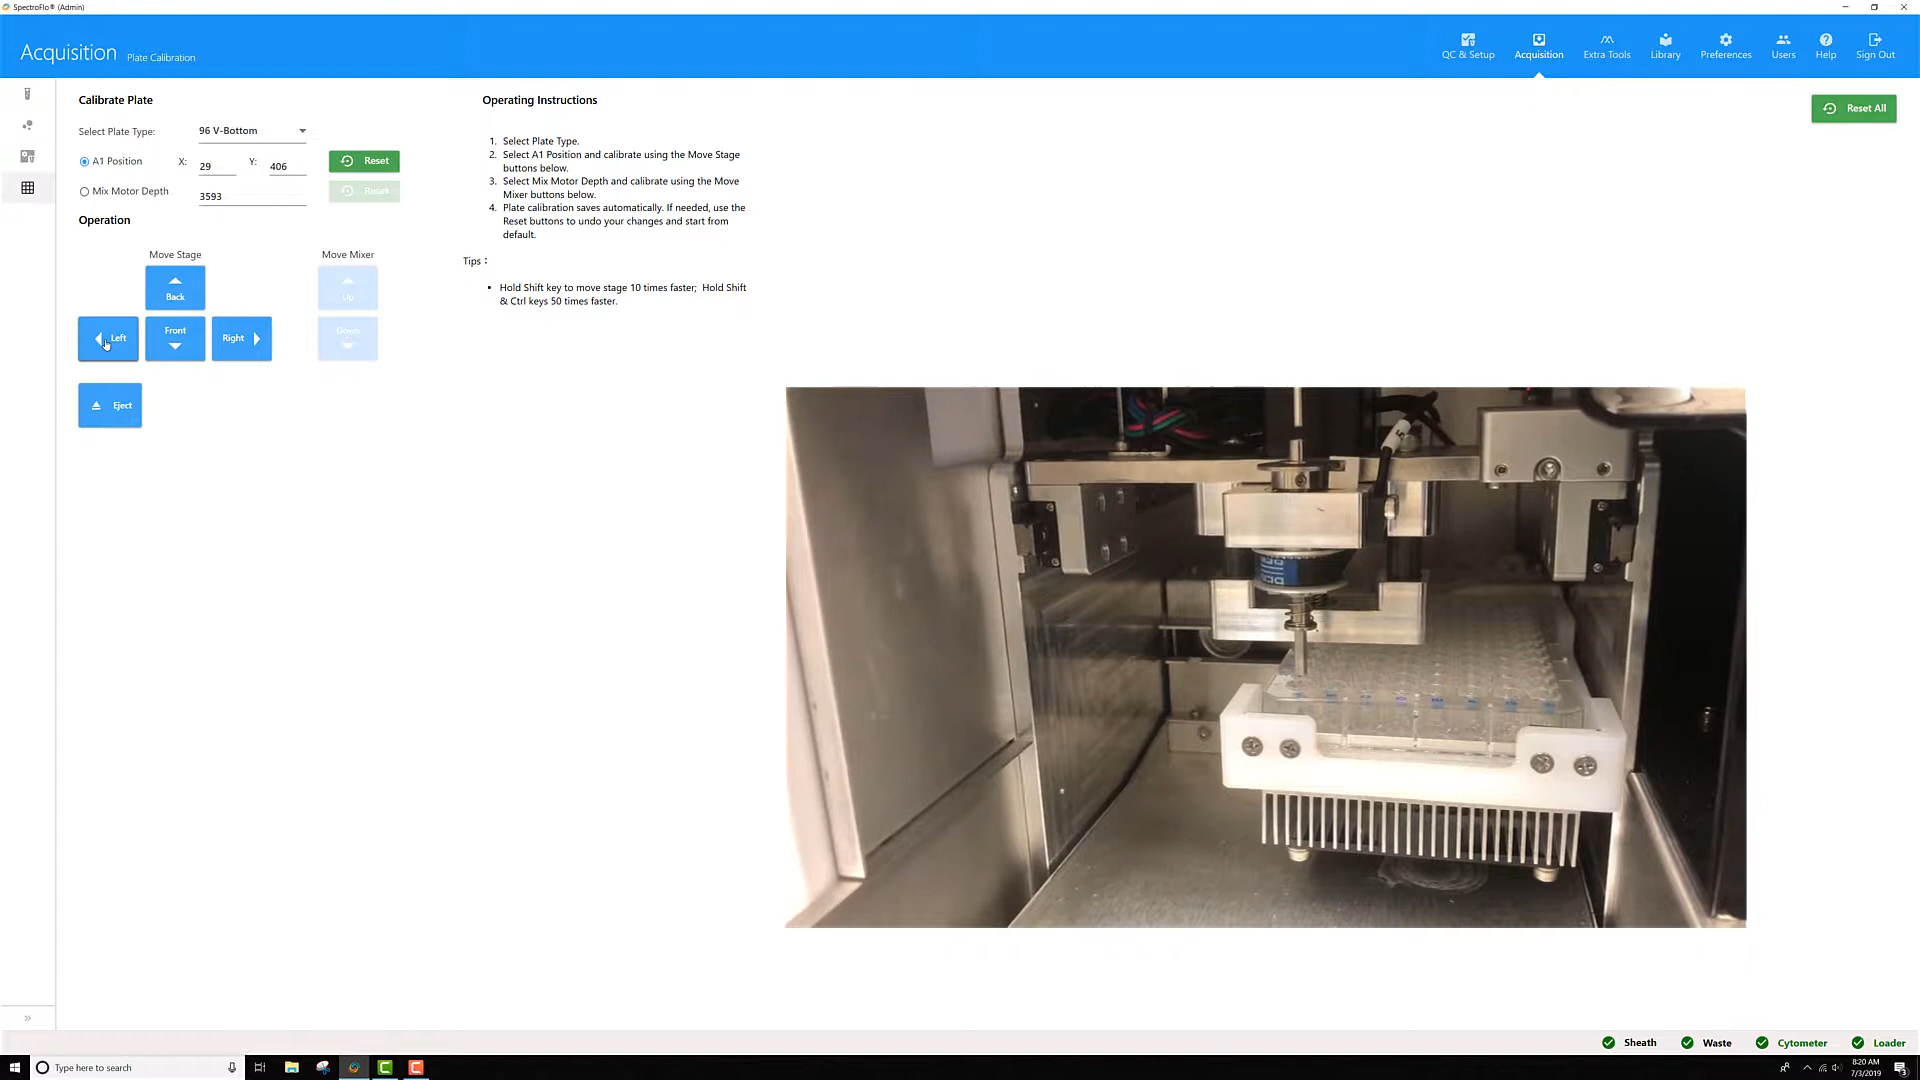 SpectroFlo® (Admin)
Acquisition Plate Calibration
QC & Setup Acquisition Extra Tools Library Preferences Users Help Sign Out
Calibrate Plate
Select Plate Type: 96 V-Bottom
A1 Position X: 29 Y: 406 Reset
Mix Motor Depth 3593 Reset
Operation
Move Stage Move Mixer
Back Up
Left Front Right Down
Eject
Operating Instructions
1. Select Plate Type.
2. Select A1 Position and calibrate using the Move Stage
buttons below.
3. Select Mix Motor Depth and calibrate using the Move
Mixer buttons below.
4. Plate calibration saves automatically. If needed, use the
Reset buttons to undo your changes and start from
default.
Tips :
• Hold Shift key to move stage 10 times faster; Hold Shift
& Ctrl keys 50 times faster.
Reset All
Sheath Waste Cytometer Loader
Type here to search
8:20 AM
7/3/2019